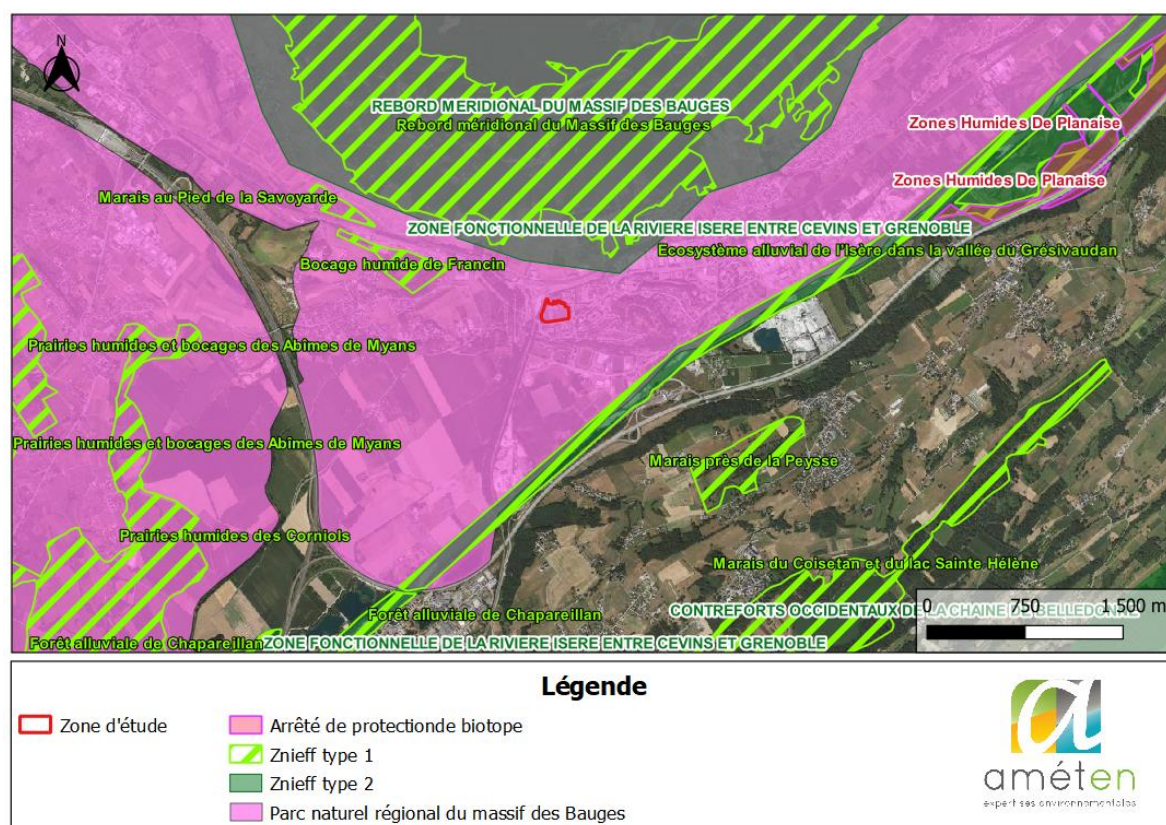 N
REBORD MERIDIONAL DU MASSIF DES BAUGES
Rebord méridional du Massif des Bauges
Zones Humides De Planaise
Zones Humides De Planaise
Marais au Pied de la Savoyarde
ZONE FONCTIONNELLE DE LA RIVIERE ISERE ENTRE CEVINS ET GRENOBLE
Ecosystème alluvial de l'Isère dans la vallée du Grésivaudan
Bocage humide de Francin
Prairies humides et bocages des Abîmes de Myans
Prairies humides et bocages des Abîmes de Myans
Marais près de la Peysse
Prairies humides des Corniols
Marais du Coisetan et du lac Sainte Hélène
Forêt alluviale de Chapareillan
CONTREFORTS OCCIDENTAUX DE LA CHAINE
Forêt alluviale de Chapareillan
ZONE FONCTIONNELLE DE LA RIVIERE ISERE ENTRE CEVINS ET GRENOBLE
0 750 1 500 m
Légende
Zone d'étude
Arrêté de protectionde biotope
Znieff type 1
Znieff type 2
Parc naturel régional du massif des Bauges
améten
expertises environnementales